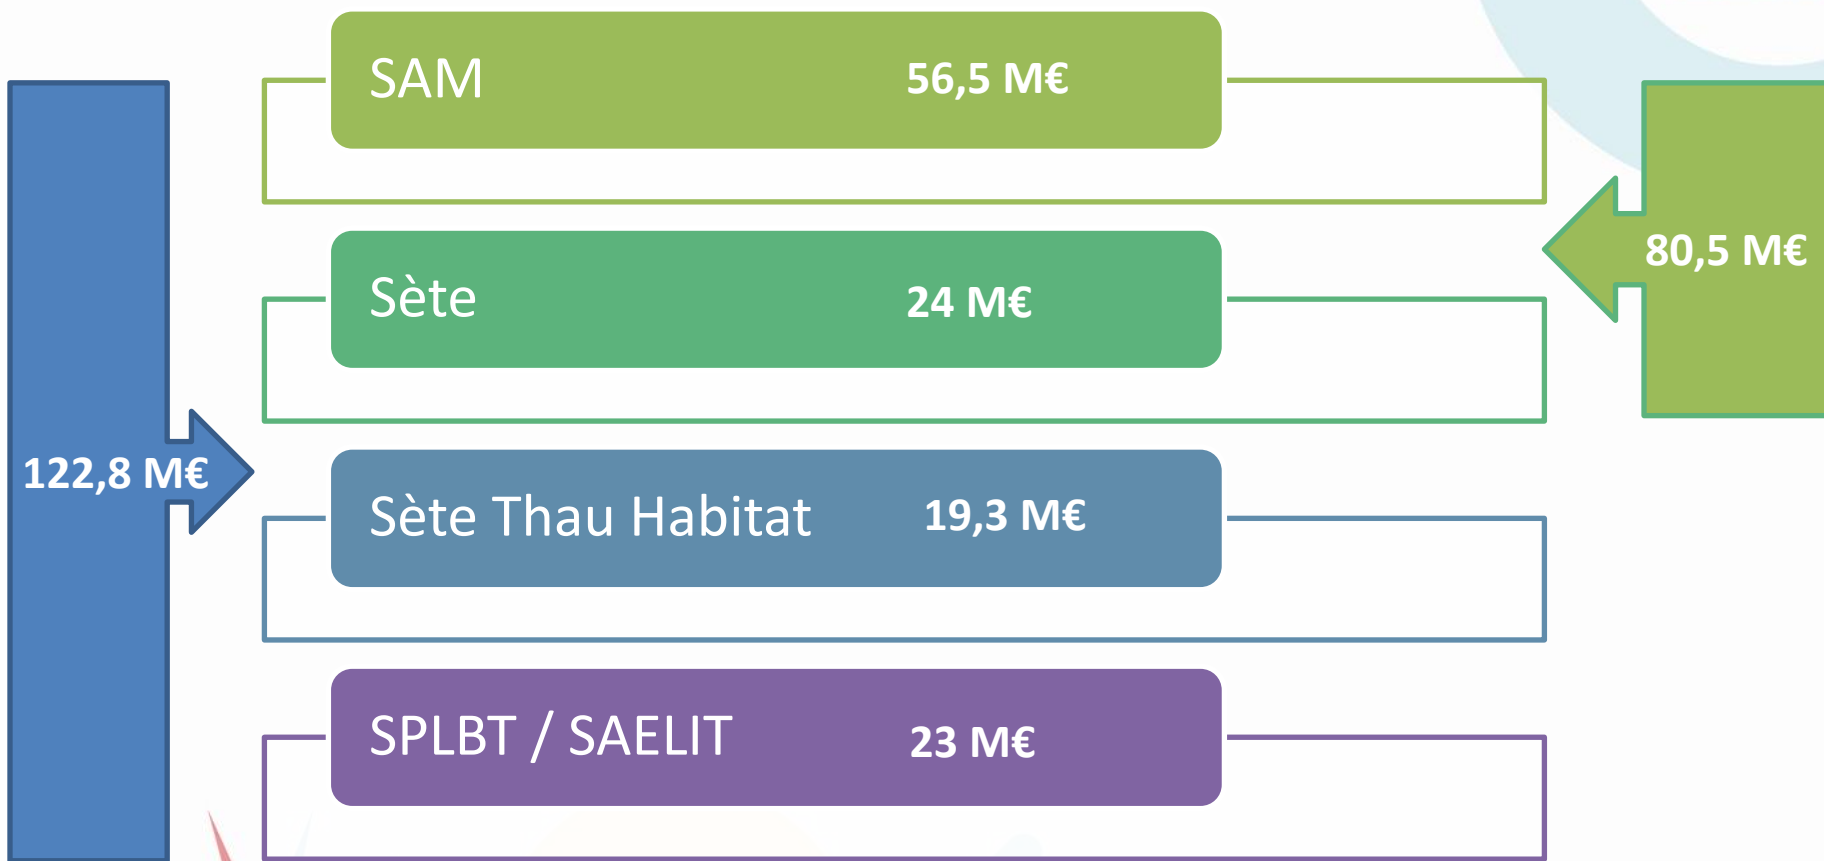 SAM 56,5 M€
80,5 M€
Sète 24 M€
122,8 M€
Sète Thau Habitat 19,3 M€
SPLBT / SAELIT 23 M€